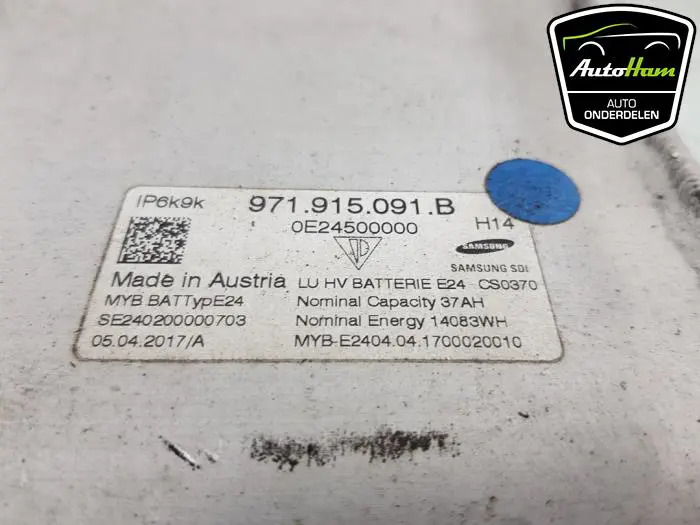 AutoHam
AUTO
ONDERDELEN
IP6k9k 971.915.091.B H14
0E24500000
SAMSUNG
SAMSUNG SDI
Made in Austria LU HV BATTERIE E24 CS0370
MYB BATTypE24 Nominal Capacity 37AH
SE240200000703 Nominal Energy 14083WH
05.04.2017/A MYB-E2404.04.1700020010